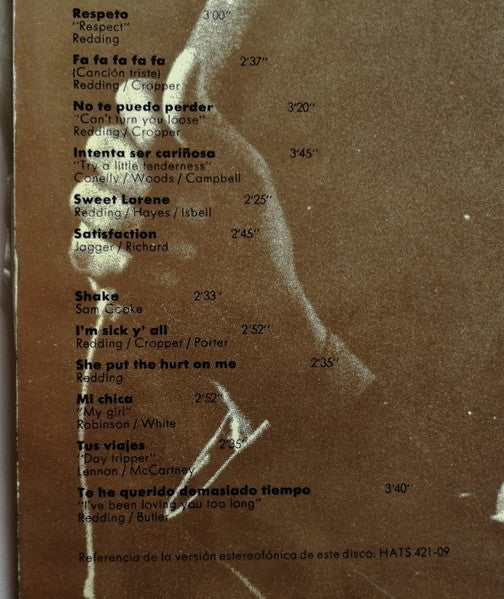 Respeto 3'00"
"Respect"
Redding
Fa fa fa fa fa 2'37"
(Canción triste)
Redding / Cropper
No te puedo perder 3'20"
"Can't turn you loose"
Redding / Cropper
Intenta ser cariñosa 3'45"
"Try a little tenderness"
Conelly / Woods / Campbell
Sweet Lorene 2'25"
Redding / Hayes / Isbell
Satisfaction 2'45"
Jagger / Richard
Shake 2'33"
Sam Cooke
I'm sick y' all 2'52"
Redding / Cropper / Porter
She put the hurt on me 2'35"
Redding
Mi chica 2'52"
"My girl"
Robinson / White
Tus viajes 2'35"
"Day tripper"
Lennon / McCartney
Te he querido demasiado tiempo 3'40"
"I've been loving you too long"
Redding / Butler
Referencia de la versión estereofónica de este disco: HATS 421-09